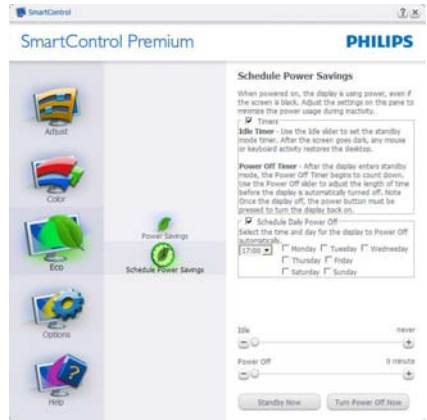 SmartControl
SmartControl Premium
PHILIPS
Adjust
Color
Eco
Options
Help
Power Savings
Schedule Power Savings
Schedule Power Savings
When powered on, the display is using power, even if
the screen is black. Adjust the settings on this pane to
minimize the power usage during inactivity.
Timers
Idle Timer - Use the Idle slider to set the standby
mode timer. After the screen goes dark, any mouse
or keyboard activity restores the desktop.
Power Off Timer - After the display enters standby
mode, the Power Off Timer begins to count down.
Use the Power Off slider to adjust the length of time
before the display is automatically turned off. Note
Once the display off, the power button must be
pressed to turn the display back on.
Schedule Daily Power Off
Select the time and day for the display to Power Off
automatically.
17:00 Monday Tuesday Wednesday
Thursday Friday
Saturday Sunday
Idle never
Power Off 0 minute
Standby Now Turn Power Off Now